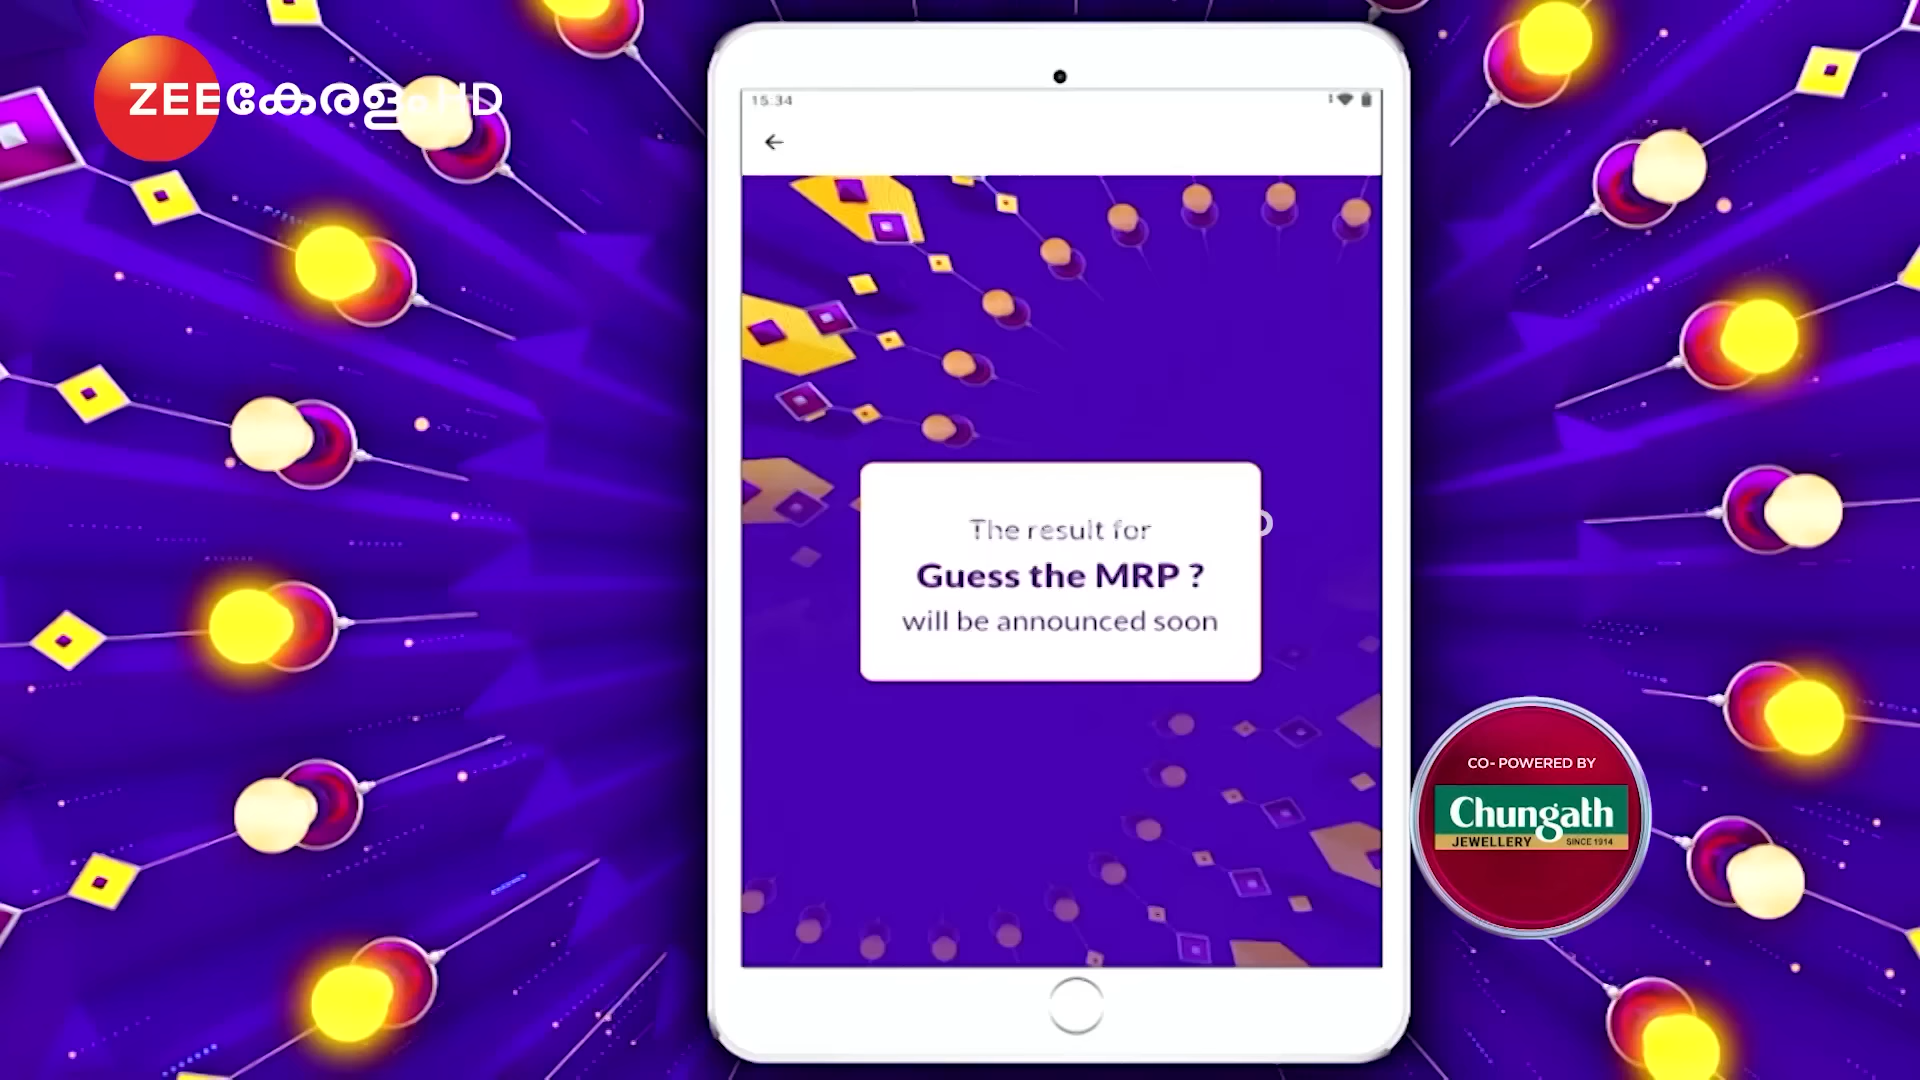 ZEEകേരളം HD
15:34
The result for
Guess the MRP ?
will be announced soon
CO- POWERED BY
Chungath
JEWELLERY SINCE 1914